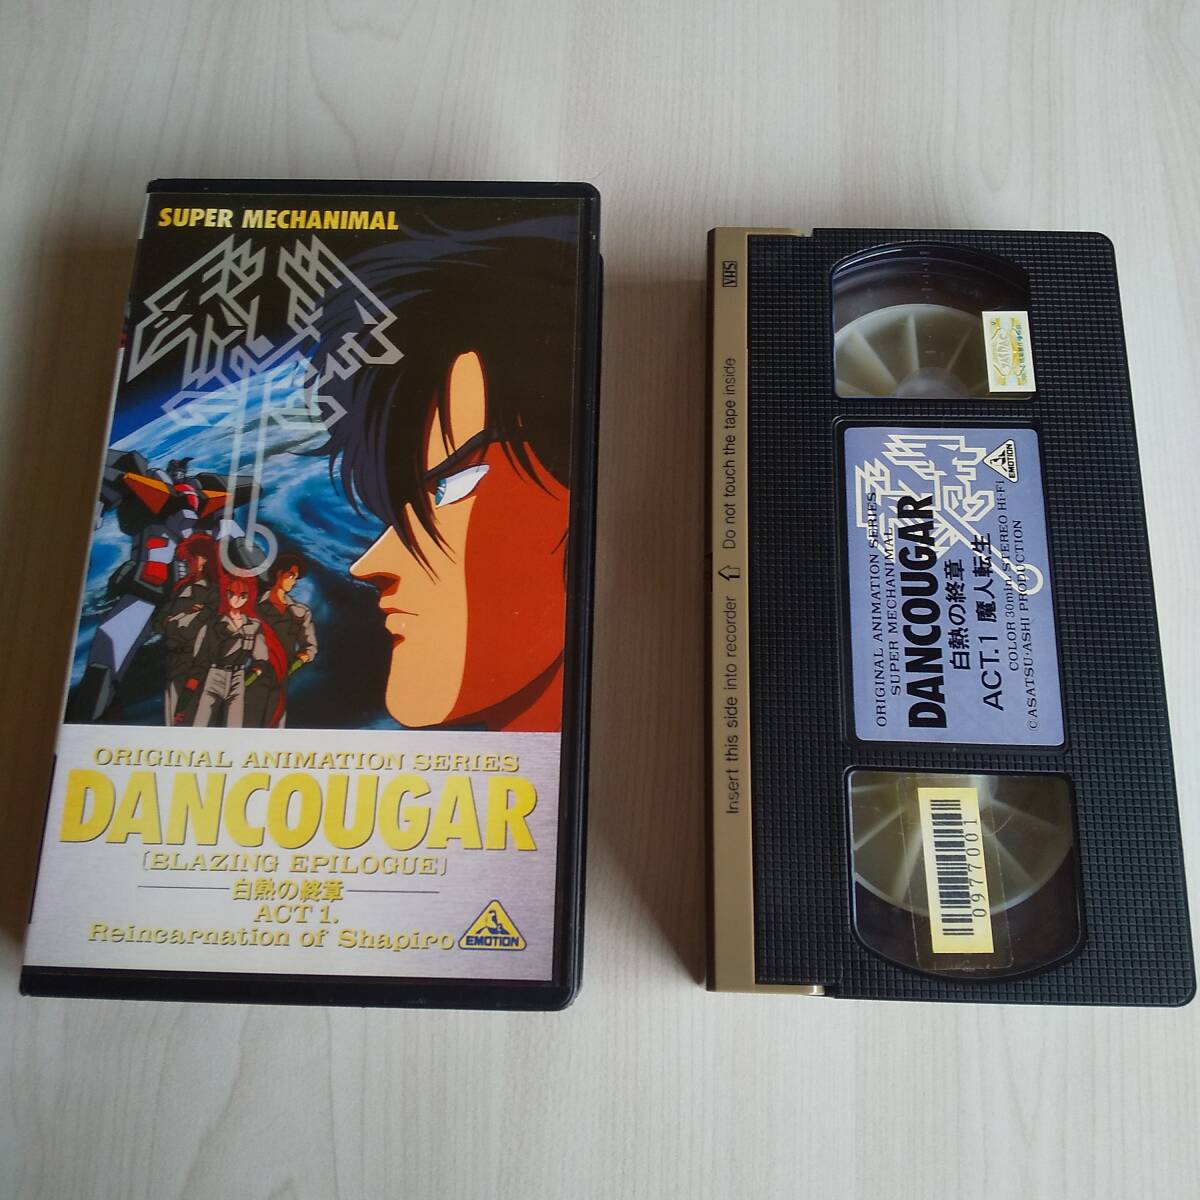 SUPER MECHANIMAL
獣
ORIGINAL ANIMATION SERIES
DANCOUGAR
[BLAZING EPILOGUE]
白熱の終章
ACT 1.
Reincarnation of Shapiro
EMOTION
VHS
Do not touch the tape inside
Insert this side into recorder
EMOTION
ORIGINAL ANIMATION SERIES
SUPER MECHANIMAL
DANCOUGAR
白熱の終章
ACT.1 魔人転生
COLOR 30min. STEREO Hi-Fi
©ASATSU·ASHI PRODUCTION
0977001